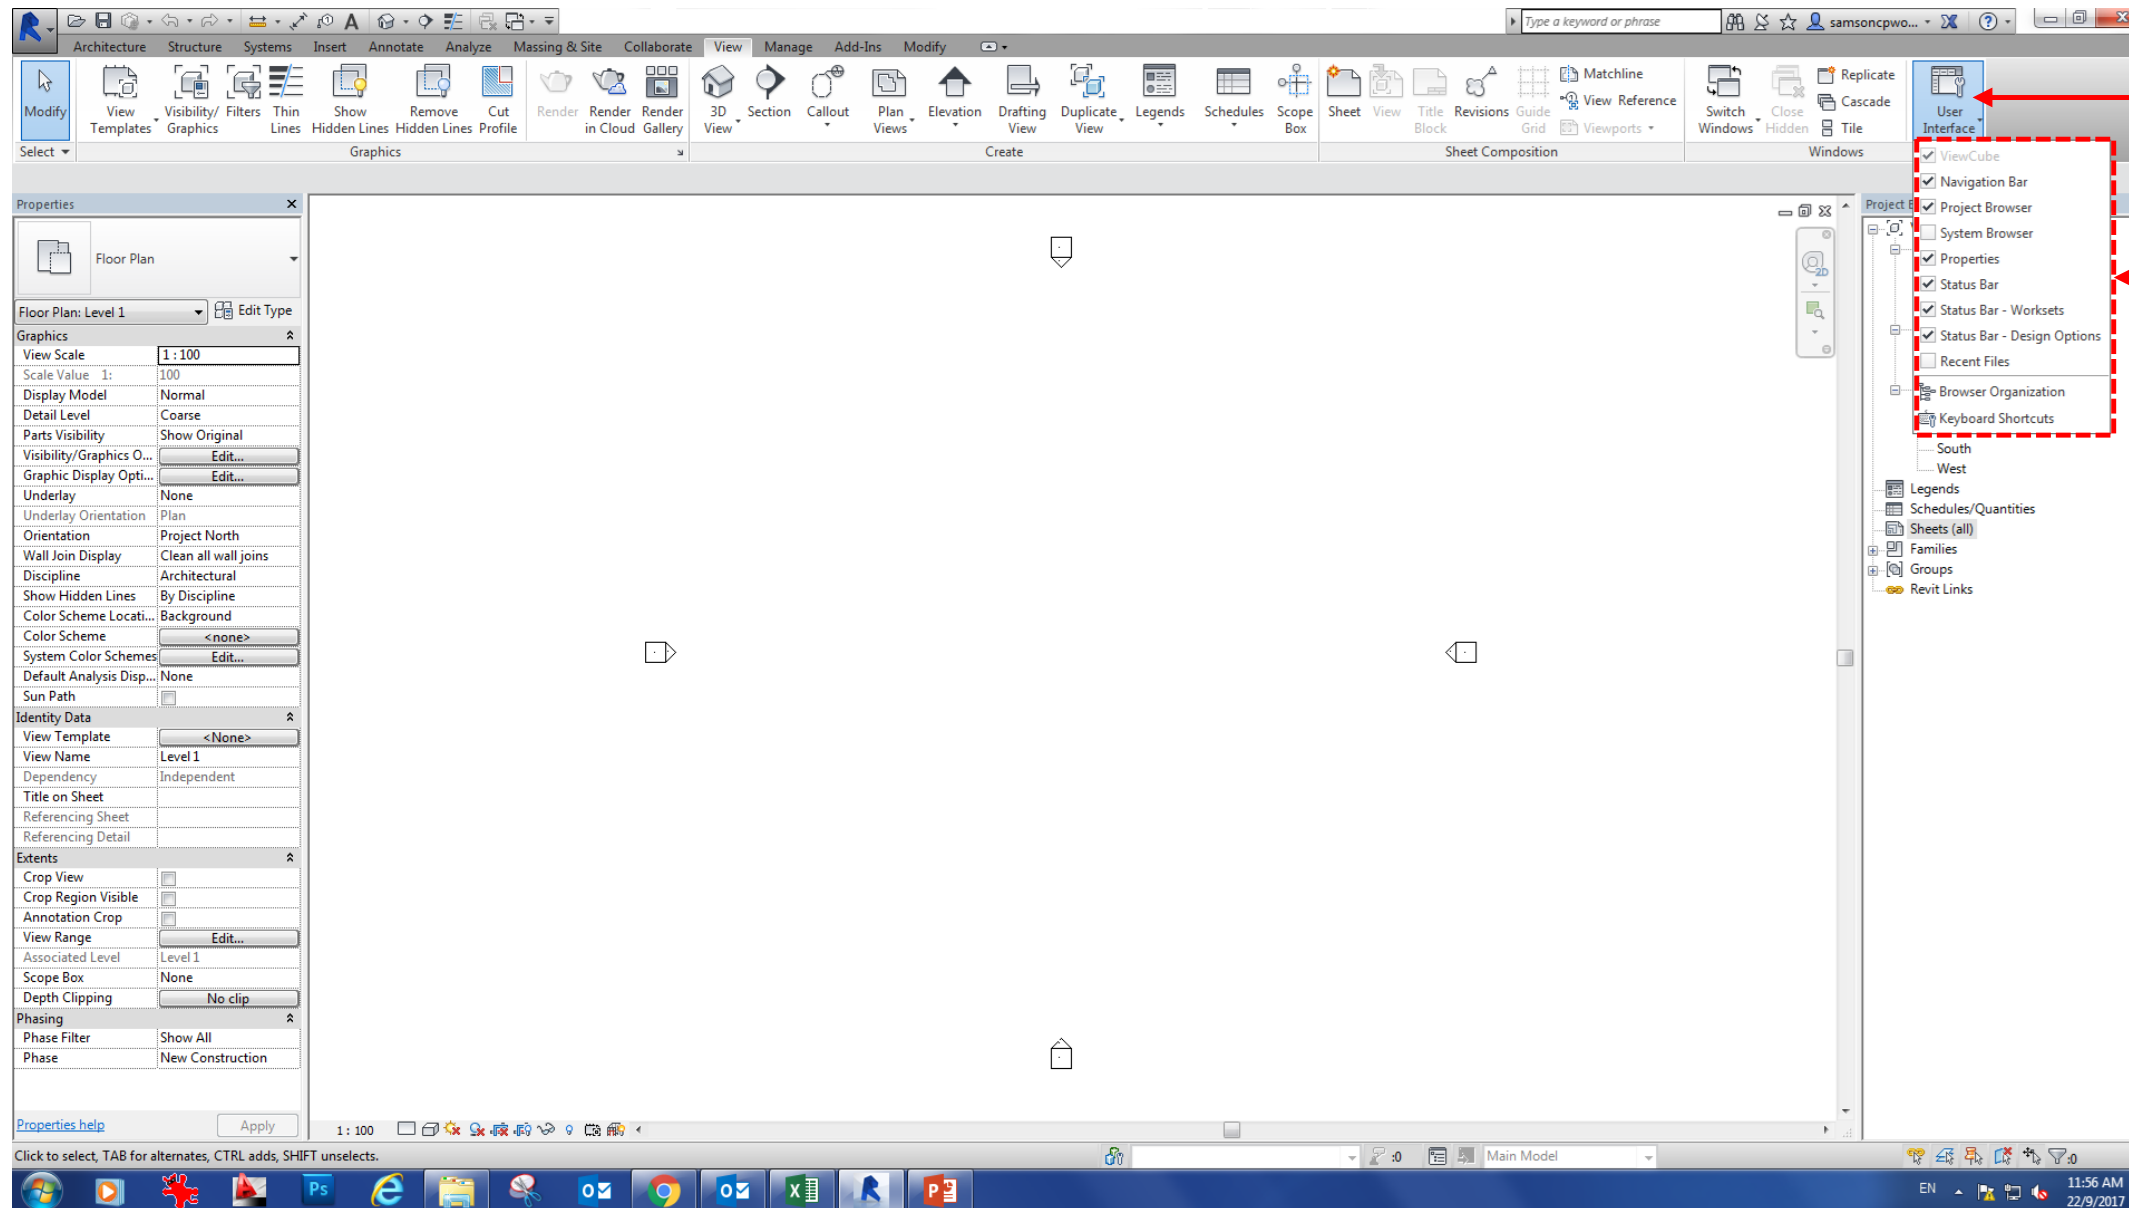 Type a keyword or phrase
samsoncpwo...
Architecture Structure Systems Insert Annotate Analyze Massing & Site Collaborate View Manage Add-Ins Modify
Modify
View Templates
Visibility/ Graphics
Filters
Thin Lines
Show Hidden Lines
Remove Hidden Lines
Cut Profile
Render
Render in Cloud
Render Gallery
3D View
Section
Callout
Plan Views
Elevation
Drafting View
Duplicate View
Legends
Schedules
Scope Box
Sheet
View
Title Block
Revisions
Guide Grid
Matchline
View Reference
Viewports
Switch Windows
Close Hidden
Replicate
Cascade
Tile
User Interface
Select
Graphics
Create
Sheet Composition
Windows
ViewCube
Navigation Bar
Project Browser
System Browser
Properties
Status Bar
Status Bar - Worksets
Status Bar - Design Options
Recent Files
Browser Organization
Keyboard Shortcuts
Properties
Floor Plan
Floor Plan: Level 1 Edit Type
Graphics
View Scale 1 : 100
Scale Value 1: 100
Display Model Normal
Detail Level Coarse
Parts Visibility Show Original
Visibility/Graphics O... Edit...
Graphic Display Opti... Edit...
Underlay None
Underlay Orientation Plan
Orientation Project North
Wall Join Display Clean all wall joins
Discipline Architectural
Show Hidden Lines By Discipline
Color Scheme Locati... Background
Color Scheme <none>
System Color Schemes Edit...
Default Analysis Disp... None
Sun Path
Identity Data
View Template <None>
View Name Level 1
Dependency Independent
Title on Sheet
Referencing Sheet
Referencing Detail
Extents
Crop View
Crop Region Visible
Annotation Crop
View Range Edit...
Associated Level Level 1
Scope Box None
Depth Clipping No clip
Phasing
Phase Filter Show All
Phase New Construction
Properties help Apply
2D
Project
South
West
Legends
Schedules/Quantities
Sheets (all)
Families
Groups
Revit Links
1 : 100
Click to select, TAB for alternates, CTRL adds, SHIFT unselects.
:0
Main Model
:0
Ps
EN
11:56 AM
22/9/2017